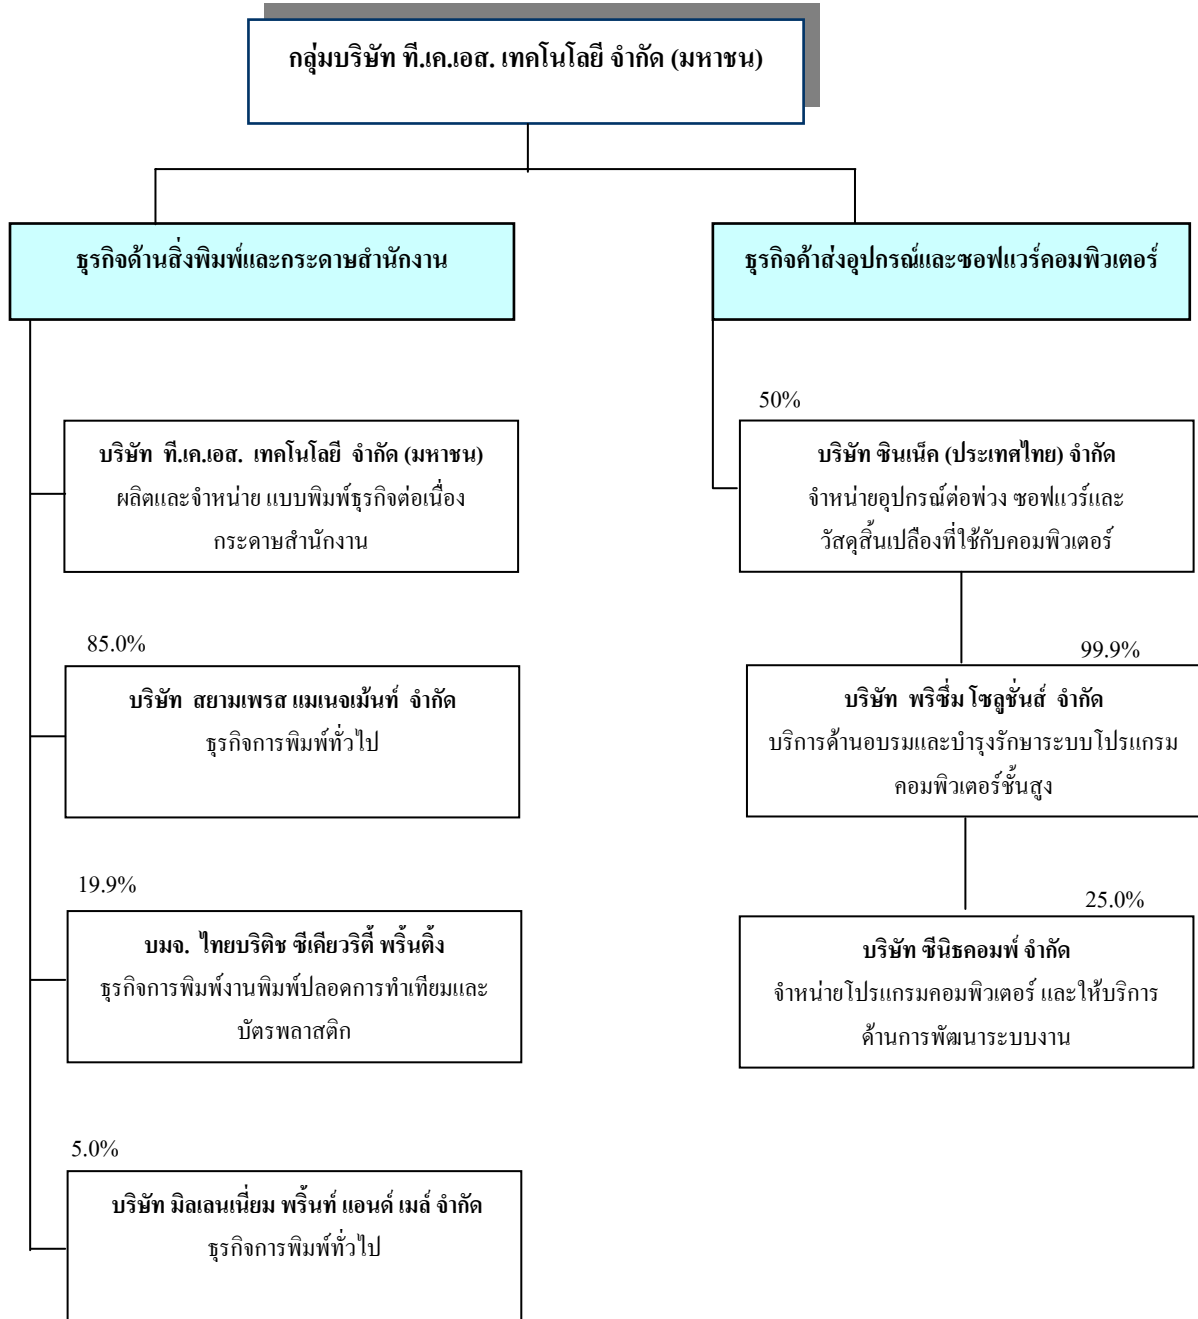 กลุ่มบริษัท ที.เค.เอส. เทคโนโลยี จำกัด (มหาชน)
ธุรกิจด้านสิ่งพิมพ์และกระดาษสำนักงาน
บริษัท ที.เค.เอส. เทคโนโลยี จำกัด (มหาชน)
ผลิตและจำหน่าย แบบพิมพ์ธุรกิจต่อเนื่อง
กระดาษสำนักงาน
85.0%
บริษัท สยามเพรส แมเนจเม้นท์ จำกัด
ธุรกิจการพิมพ์ทั่วไป
19.9%
บมจ. ไทยบริติช ซีเคียวริตี้ พริ้นติ้ง
ธุรกิจการพิมพ์งานพิมพ์ปลอดการทำเทียมและ
บัตรพลาสติก
5.0%
บริษัท มิลเลนเนี่ยม พริ้นท์ แอนด์ เมล์ จำกัด
ธุรกิจการพิมพ์ทั่วไป
ธุรกิจค้าส่งอุปกรณ์และซอฟแวร์คอมพิวเตอร์
50%
บริษัท ซินเน็ค (ประเทศไทย) จำกัด
จำหน่ายอุปกรณ์ต่อพ่วง ซอฟแวร์และ
วัสดุสิ้นเปลืองที่ใช้กับคอมพิวเตอร์
99.9%
บริษัท พริซึ่ม โซลูชั่นส์ จำกัด
บริการด้านอบรมและบำรุงรักษาระบบโปรแกรม
คอมพิวเตอร์ชั้นสูง
25.0%
บริษัท ซีนิธคอมพ์ จำกัด
จำหน่ายโปรแกรมคอมพิวเตอร์ และให้บริการ
ด้านการพัฒนาระบบงาน